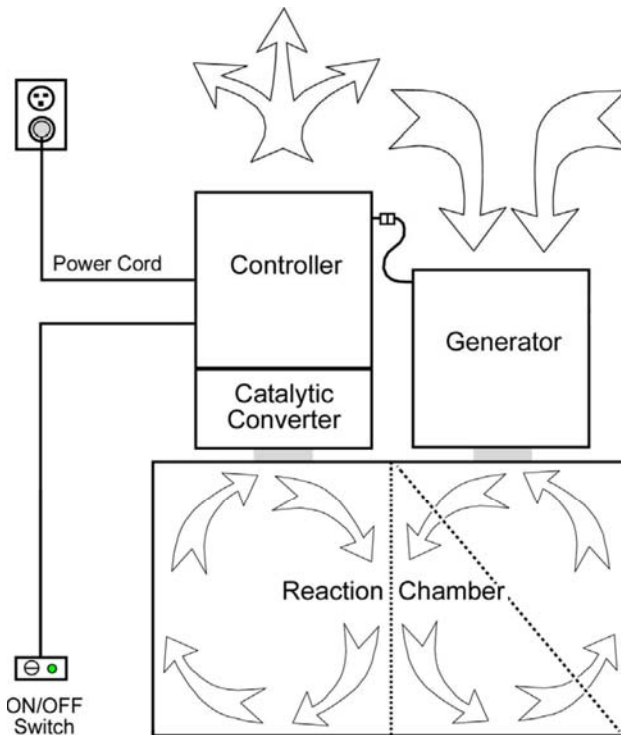 Power Cord
Controller
Generator
Catalytic
Converter
Reaction Chamber
ON/OFF
Switch